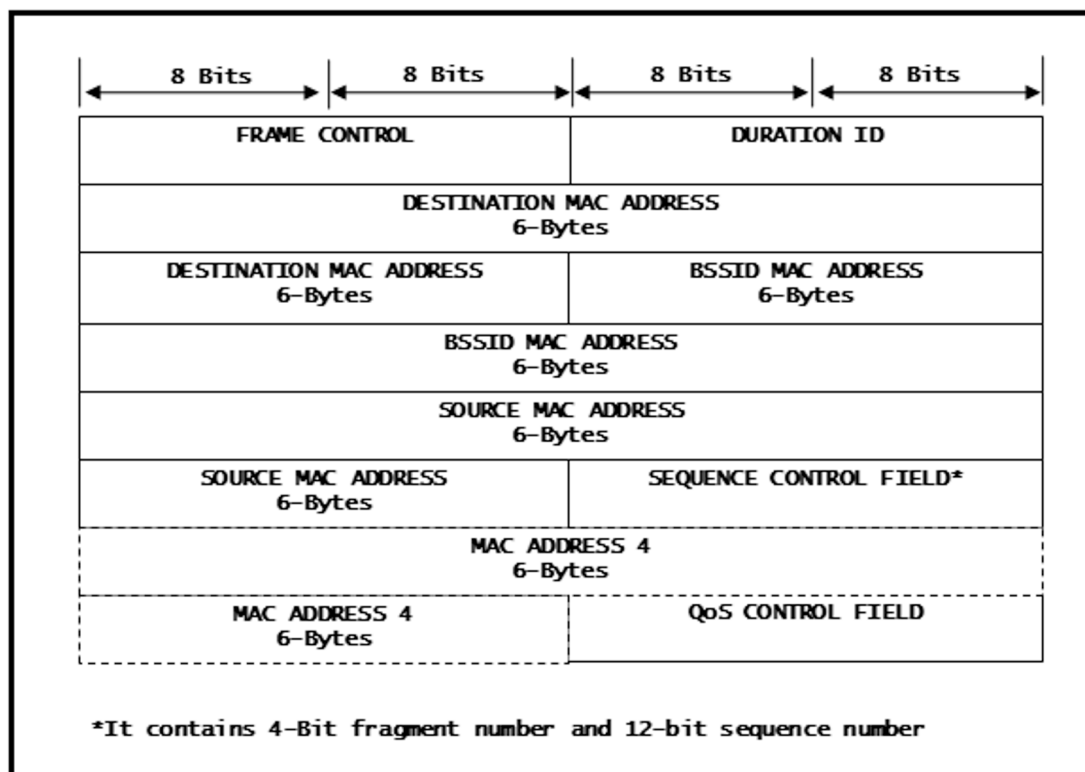 8 Bits 8 Bits 8 Bits 8 Bits
FRAME CONTROL DURATION ID
DESTINATION MAC ADDRESS
6-Bytes
DESTINATION MAC ADDRESS BSSID MAC ADDRESS
6-Bytes 6-Bytes
BSSID MAC ADDRESS
6-Bytes
SOURCE MAC ADDRESS
6-Bytes
SOURCE MAC ADDRESS SEQUENCE CONTROL FIELD*
6-Bytes
MAC ADDRESS 4
6-Bytes
MAC ADDRESS 4 QoS CONTROL FIELD
6-Bytes
*It contains 4-Bit fragment number and 12-bit sequence number